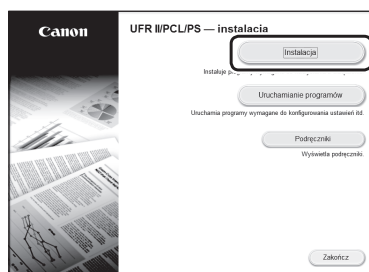 Canon
UFR II/PCL/PS — instalacja
Instalacja
Instaluje
Uruchamianie programów
Uruchamia programy wymagane do konfigurowania ustawień itd.
Podręczniki
Wyświetla podręczniki.
Zakończ